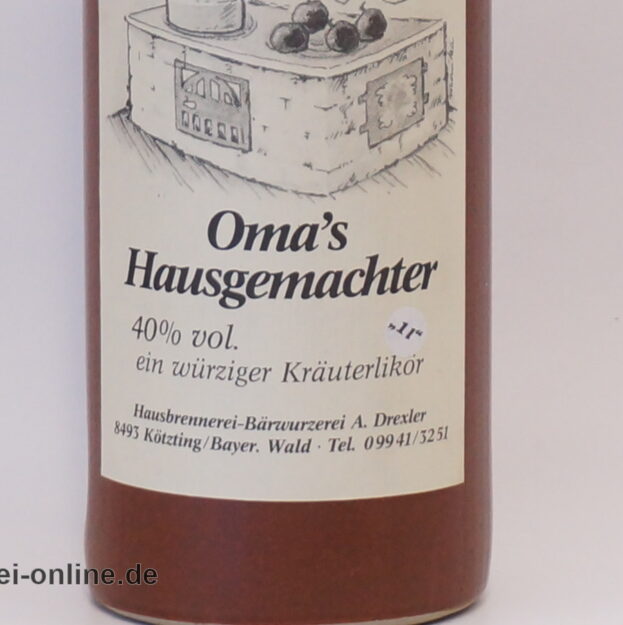 Oma's
Hausgemachter
40% vol.
„11“
ein würziger Kräuterlikör
Hausbrennerei-Bärwurzerei A. Drexler
8493 Kötzting/Bayer. Wald · Tel. 09941/3251
ei-online.de